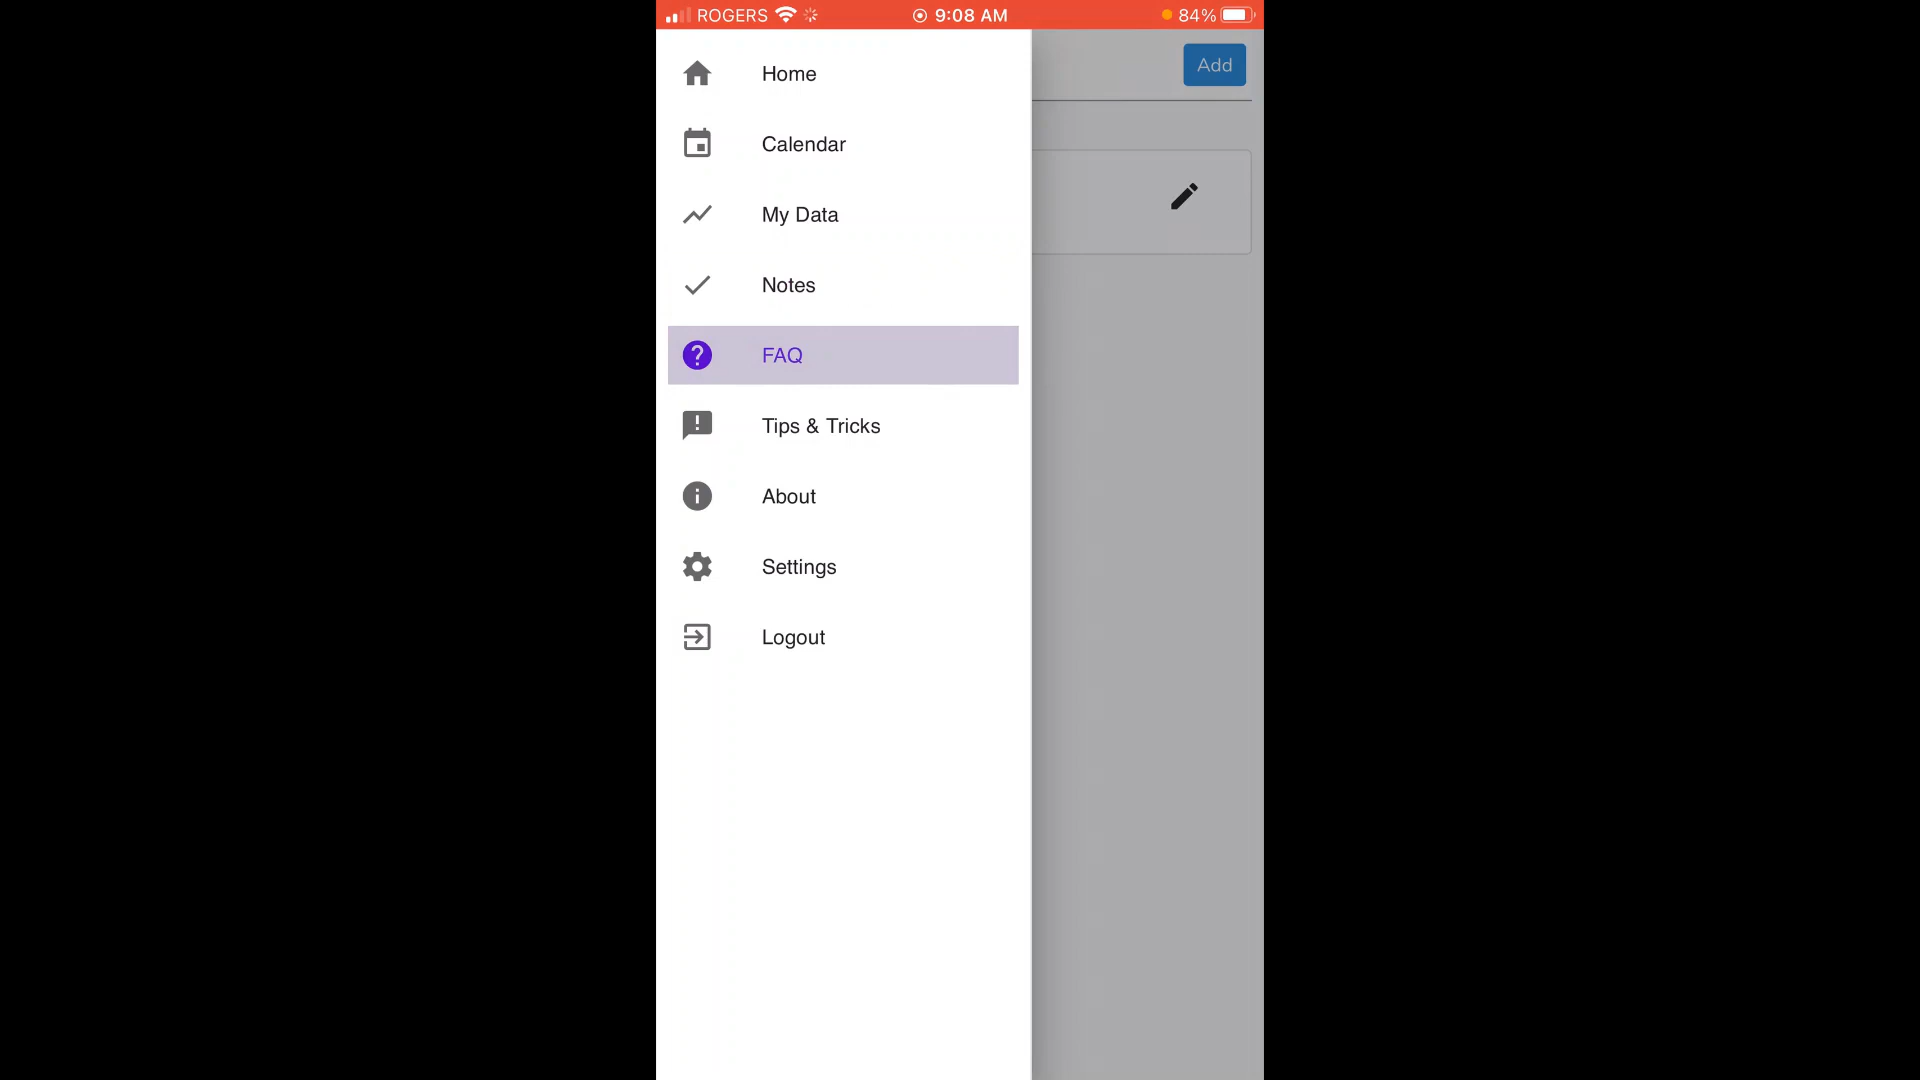 ROGERS 9:08 AM 84%
Add
Home
Calendar
My Data
Notes
FAQ
Tips & Tricks
About
Settings
Logout